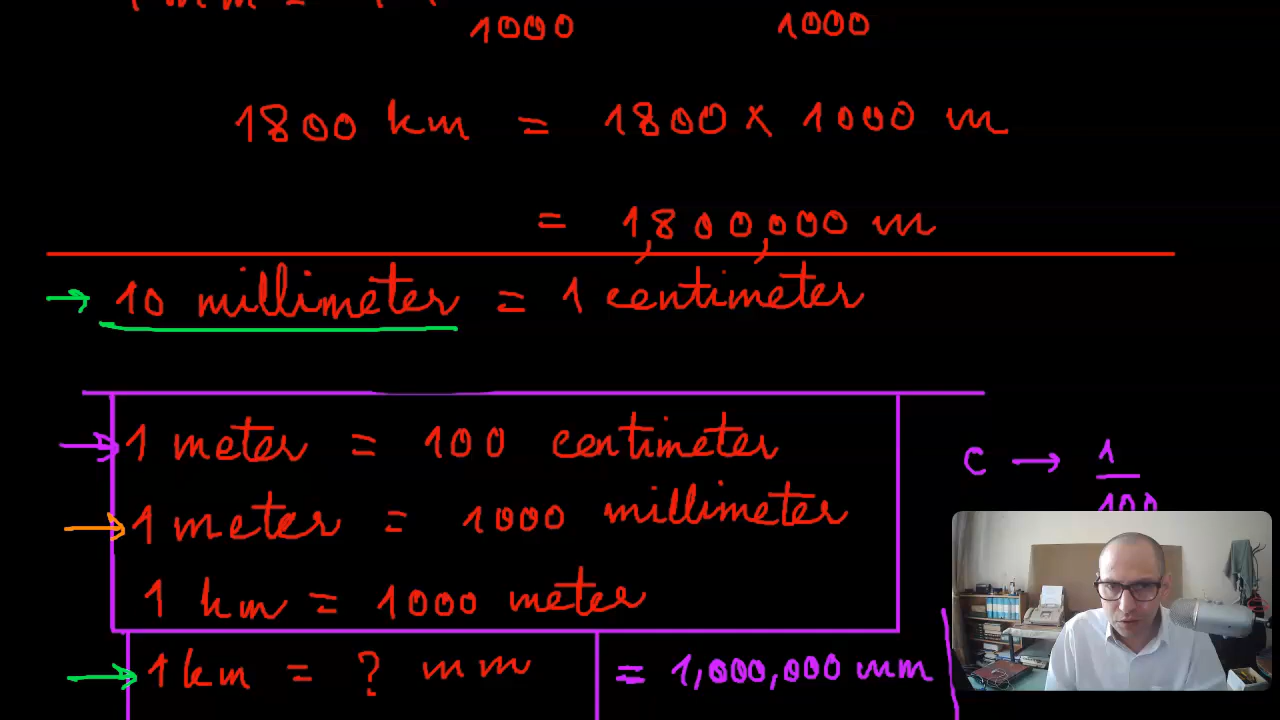 1000 1000
1800 km = 1800 × 1000 m
= 1,800,000 m
→ 10 millimeter = 1 centimeter
→ 1 meter = 100 centimeter
→ 1 meter = 1000 millimeter
1 km = 1000 meter
→ 1 km = ? mm = 1,000,000 mm
c → 1
100